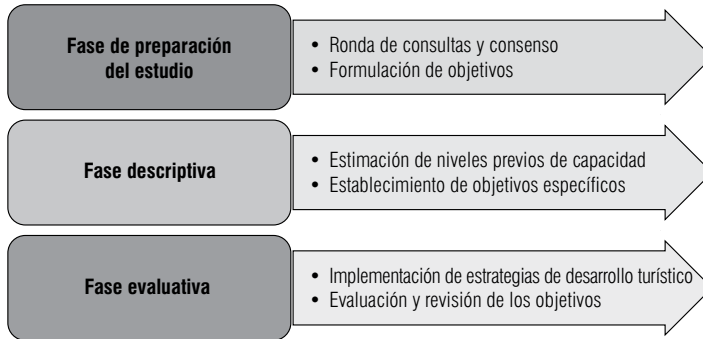 Fase de preparación
del estudio
• Ronda de consultas y consenso
• Formulación de objetivos
Fase descriptiva
• Estimación de niveles previos de capacidad
• Establecimiento de objetivos específicos
Fase evaluativa
• Implementación de estrategias de desarrollo turístico
• Evaluación y revisión de los objetivos